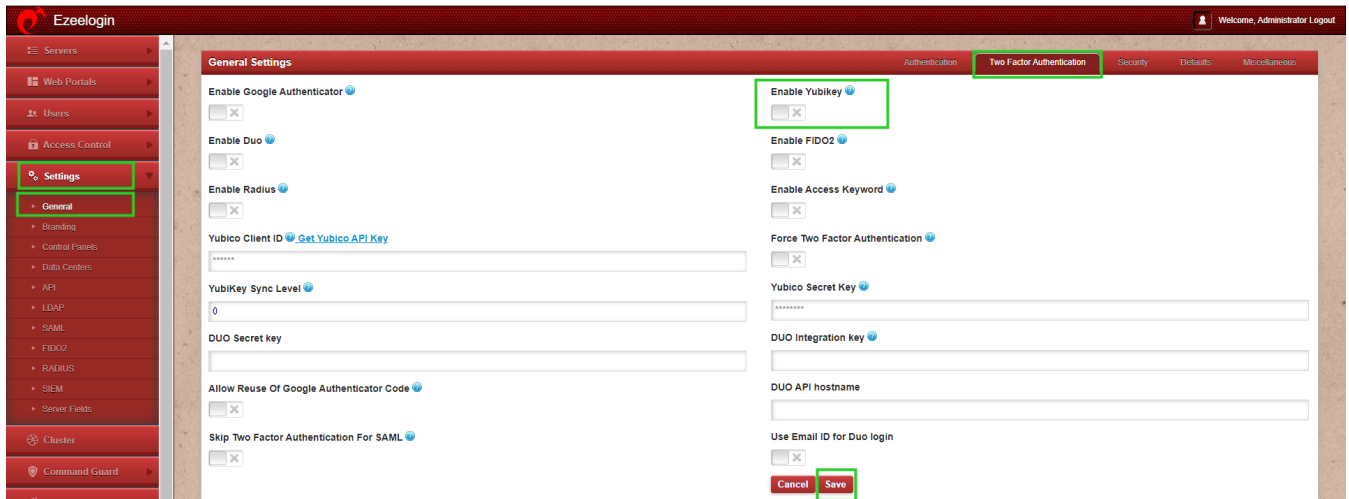 Ezeelogin
Welcome, Administrator Logout
Servers
Web Portals
Users
Access Control
Settings
General
Branding
Control Panels
Data Centers
API
LDAP
SAML
FIDO2
RADIUS
SIEM
Server Fields
Cluster
Command Guard
General Settings
Authentication Two Factor Authentication Security Defaults Miscellaneous
Enable Google Authenticator
Enable Yubikey
Enable Duo
Enable FIDO2
Enable Radius
Enable Access Keyword
Yubico Client ID Get Yubico API Key
******
Force Two Factor Authentication
YubiKey Sync Level
0
Yubico Secret Key
********
DUO Secret key
DUO Integration key
Allow Reuse Of Google Authenticator Code
DUO API hostname
Skip Two Factor Authentication For SAML
Use Email ID for Duo login
Cancel Save